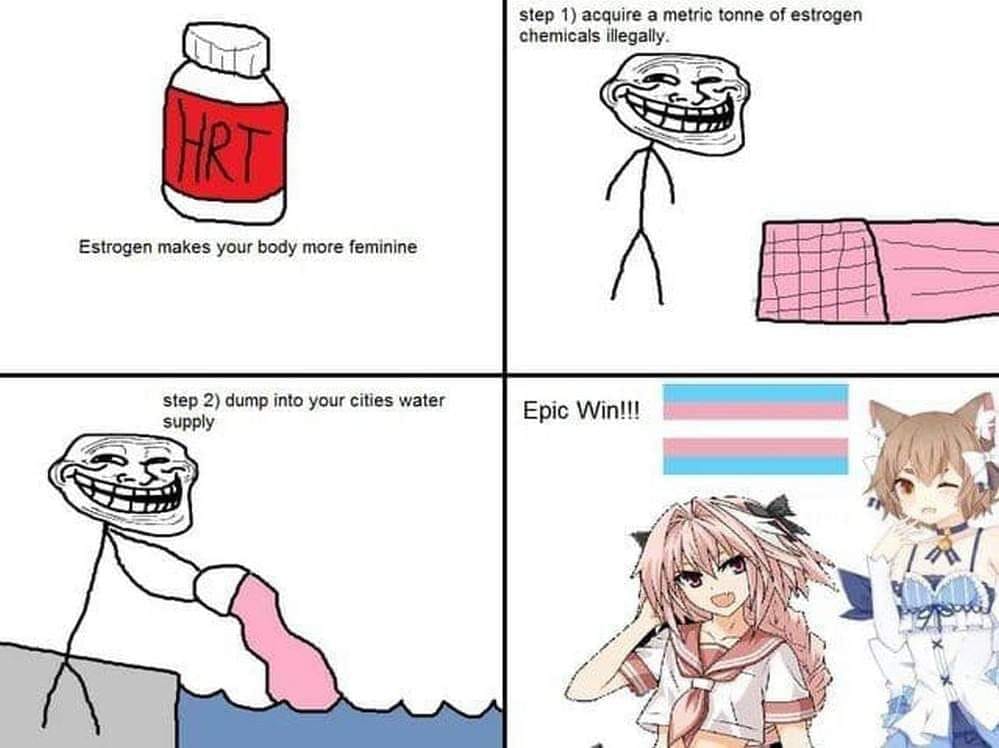 HRT
Estrogen makes your body more feminine
step 1) acquire a metric tonne of estrogen
chemicals illegally.
step 2) dump into your cities water
supply
Epic Win!!!